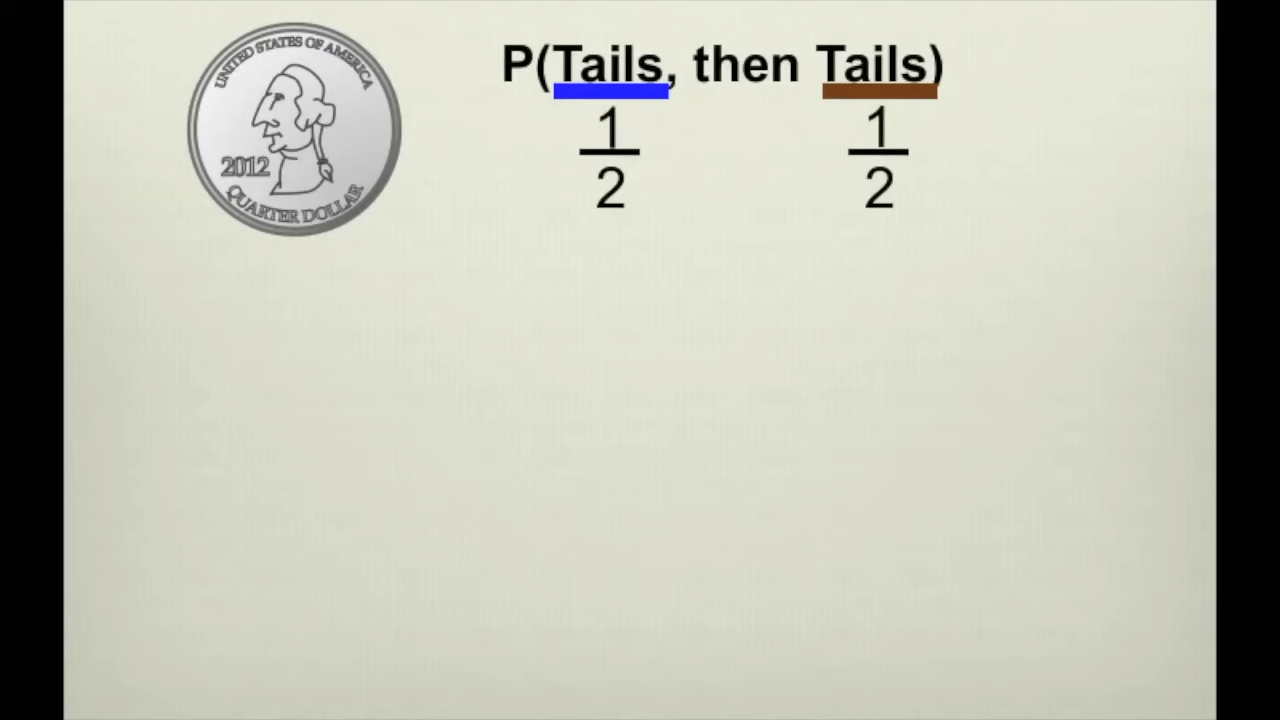 UNITED STATES OF AMERICA
2012
QUARTER DOLLAR
P(Tails, then Tails)
1 1
2 2